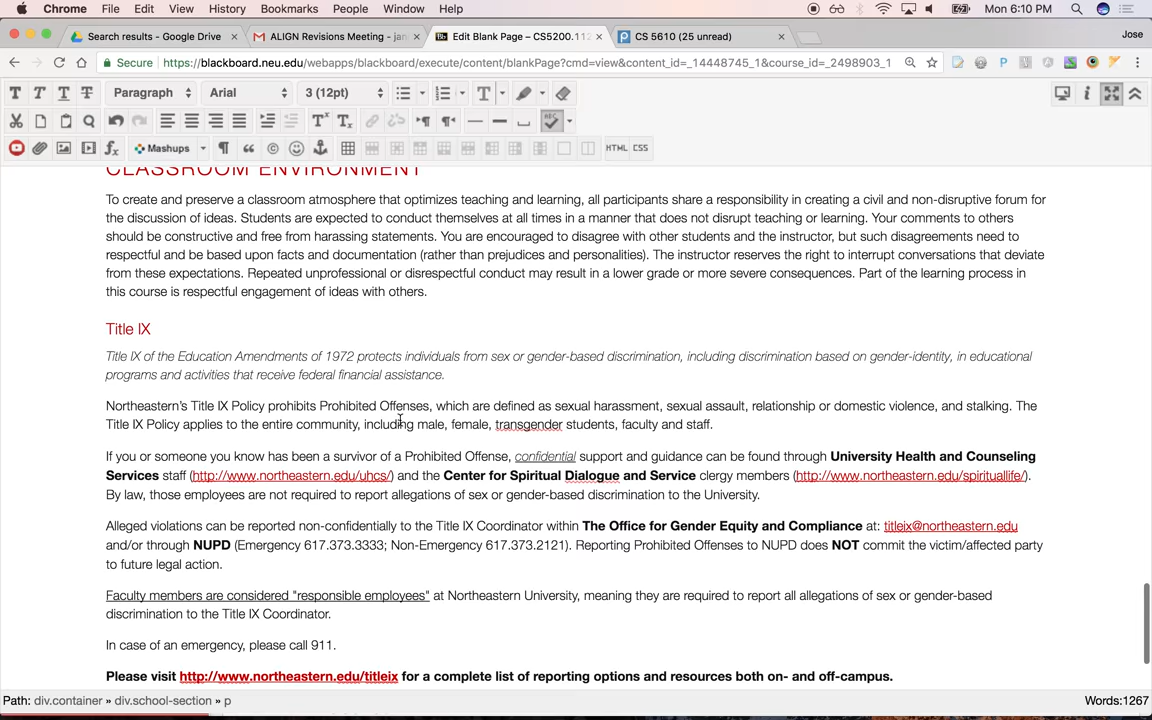 Chrome File Edit View History Bookmarks People Window Help Mon 6:10 PM
Search results - Google Drive ALIGN Revisions Meeting - Edit Blank Page – CS5200.112 CS 5610 (25 unread) Jose
Secure https://blackboard.neu.edu/webapps/blackboard/execute/content/blankPage?cmd=view&content_id=_14448745_1&course_id=_2498903_1
T T T T Paragraph Arial 3 (12pt) T
ABC
Mashups HTML CSS
CLASSROOM ENVIRONMENT
To create and preserve a classroom atmosphere that optimizes teaching and learning, all participants share a responsibility in creating a civil and non-disruptive forum for
the discussion of ideas. Students are expected to conduct themselves at all times in a manner that does not disrupt teaching or learning. Your comments to others
should be constructive and free from harassing statements. You are encouraged to disagree with other students and the instructor, but such disagreements need to
respectful and be based upon facts and documentation (rather than prejudices and personalities). The instructor reserves the right to interrupt conversations that deviate
from these expectations. Repeated unprofessional or disrespectful conduct may result in a lower grade or more severe consequences. Part of the learning process in
this course is respectful engagement of ideas with others.
Title IX
Title IX of the Education Amendments of 1972 protects individuals from sex or gender-based discrimination, including discrimination based on gender-identity, in educational
programs and activities that receive federal financial assistance.
Northeastern's Title IX Policy prohibits Prohibited Offenses, which are defined as sexual harassment, sexual assault, relationship or domestic violence, and stalking. The
Title IX Policy applies to the entire community, including male, female, transgender students, faculty and staff.
If you or someone you know has been a survivor of a Prohibited Offense, confidential support and guidance can be found through University Health and Counseling
Services staff (http://www.northeastern.edu/uhcs/) and the Center for Spiritual Dialogue and Service clergy members (http://www.northeastern.edu/spirituallife/).
By law, those employees are not required to report allegations of sex or gender-based discrimination to the University.
Alleged violations can be reported non-confidentially to the Title IX Coordinator within The Office for Gender Equity and Compliance at: titleix@northeastern.edu
and/or through NUPD (Emergency 617.373.3333; Non-Emergency 617.373.2121). Reporting Prohibited Offenses to NUPD does NOT commit the victim/affected party
to future legal action.
Faculty members are considered "responsible employees" at Northeastern University, meaning they are required to report all allegations of sex or gender-based
discrimination to the Title IX Coordinator.
In case of an emergency, please call 911.
Please visit http://www.northeastern.edu/titleix for a complete list of reporting options and resources both on- and off-campus.
Path: div.container » div.school-section » p Words:1267